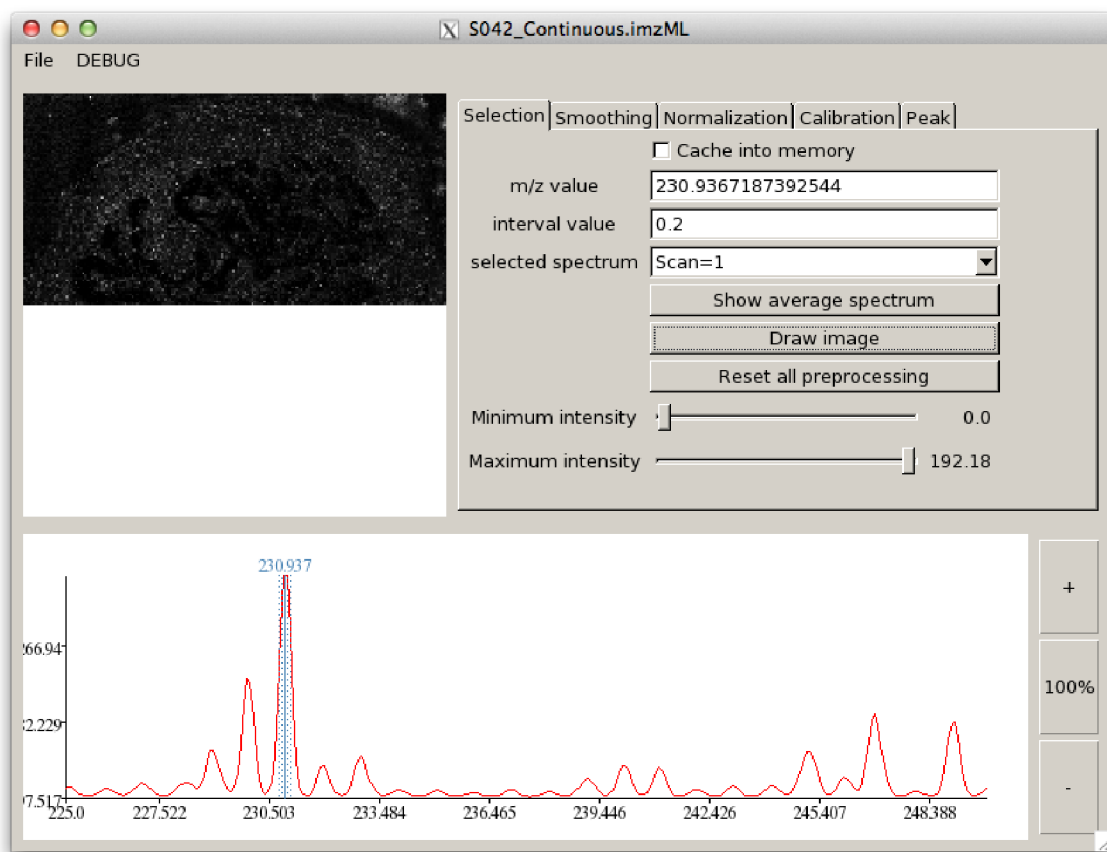 S042_Continuous.imzML
File DEBUG
Selection Smoothing Normalization Calibration Peak
Cache into memory
m/z value 230.9367187392544
interval value 0.2
selected spectrum Scan=1
Show average spectrum
Draw image
Reset all preprocessing
Minimum intensity 0.0
Maximum intensity 192.18
230.937
+
100%
-
225.0 227.522 230.503 233.484 236.465 239.446 242.426 245.407 248.388